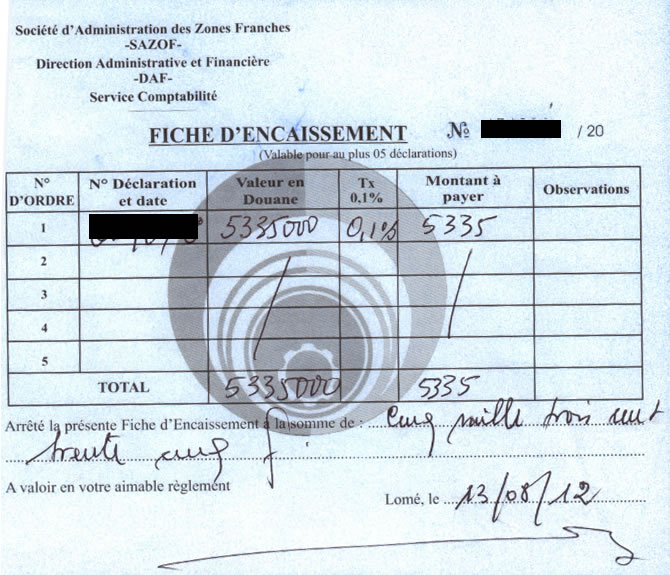 Société d'Administration des Zones Franches
-SAZOF-
Direction Administrative et Financière
-DAF-
Service Comptabilité
FICHE D'ENCAISSEMENT № / 20
(Valable pour au plus 05 déclarations)
N° D'ORDRE N° Déclaration et date Valeur en Douane Tx 0,1% Montant à payer Observations
1 5335000 0,1% 5335
2
3
4
5
TOTAL 5335000 5335
Arrêté la présente Fiche d'Encaissement à la somme de : cinq mille trois cent
trente cinq f
A valoir en votre aimable règlement
Lomé, le 13/08/12